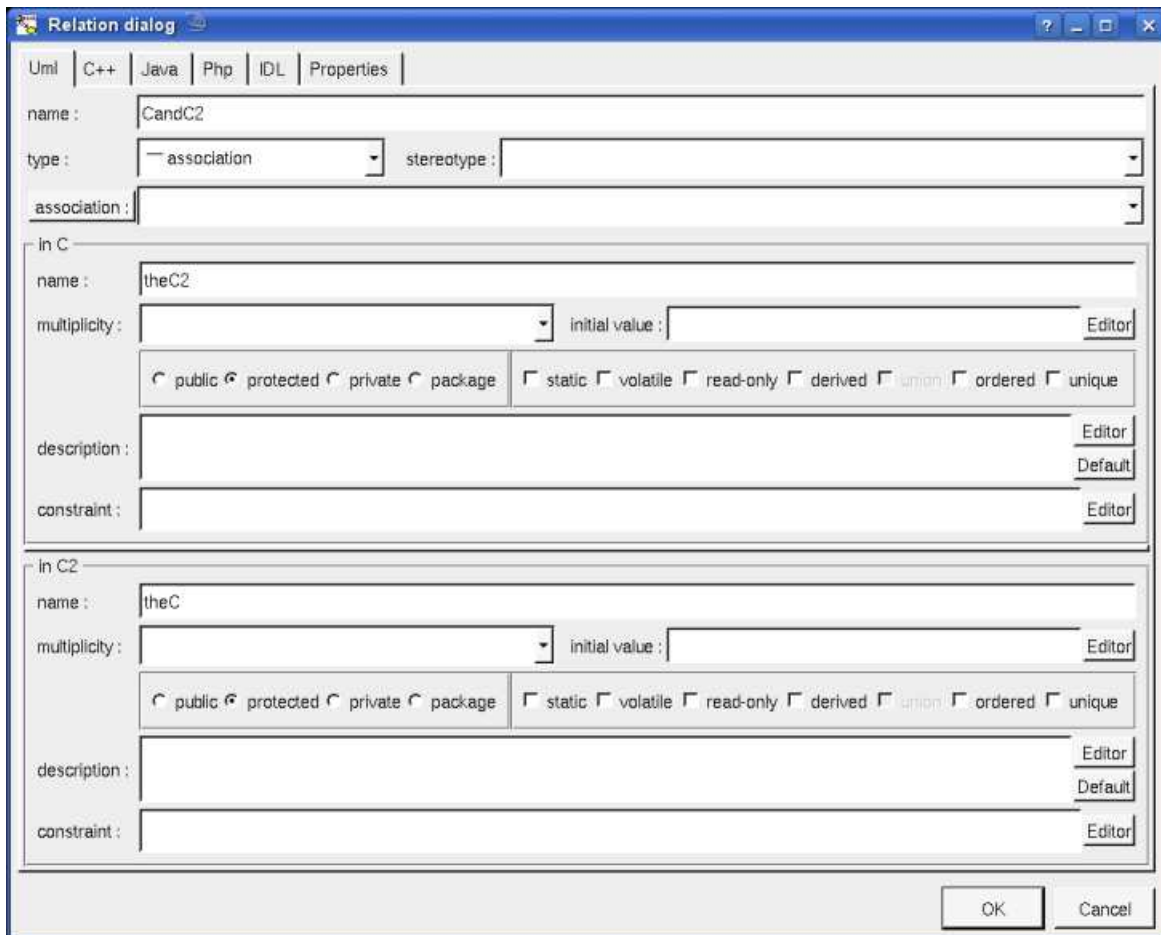 Relation dialog
Uml C++ Java Php IDL Properties
name : CandC2
type : association stereotype :
association :
in C
name : theC2
multiplicity : initial value : Editor
public protected private package static volatile read-only derived union ordered unique
Editor
description :
Default
constraint : Editor
in C2
name : theC
multiplicity : initial value : Editor
public protected private package static volatile read-only derived union ordered unique
Editor
description :
Default
constraint : Editor
OK Cancel